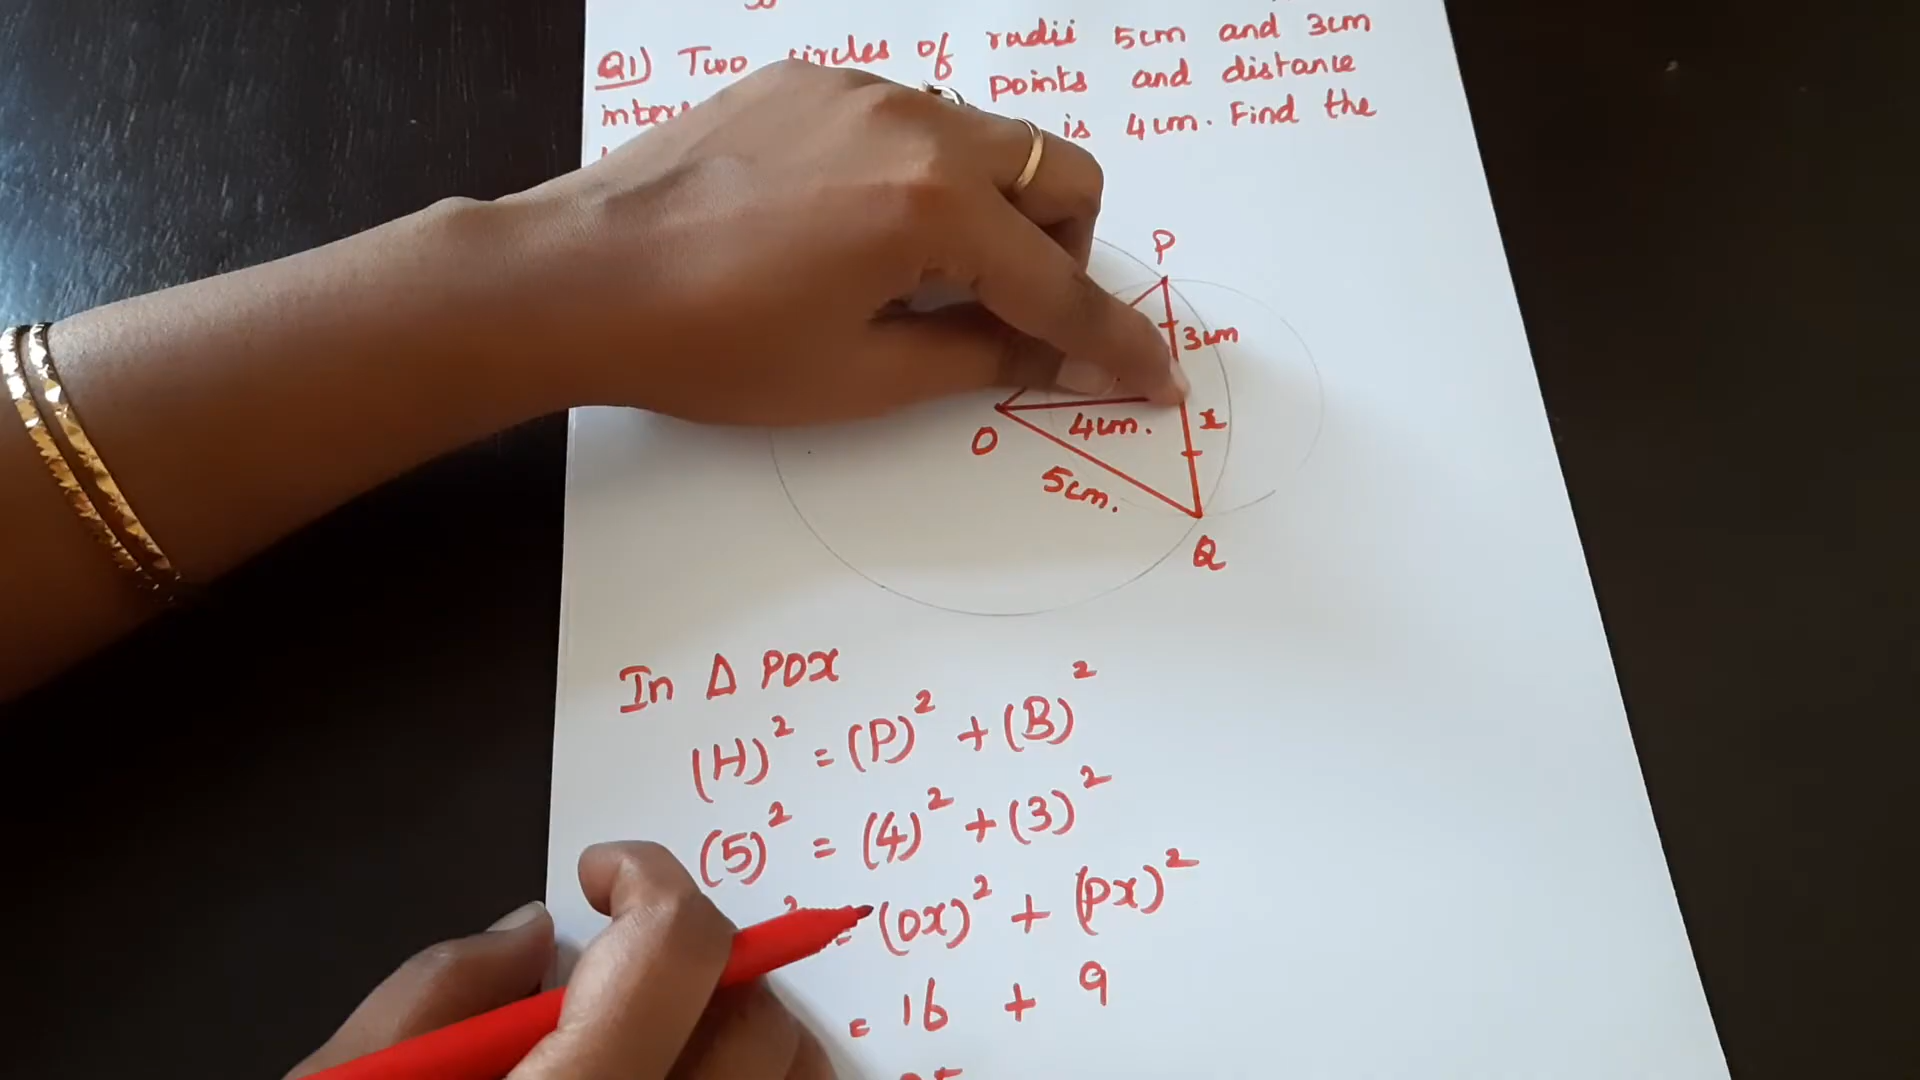 Q1) Two circles of radii 5cm and 3cm
points and distance
is 4cm. Find the
P
3cm
4cm. x
O
5cm.
Q
In Δ POX
(H)² = (P)² + (B)²
(5)² = (4)² + (3)²
² = (OX)² + (PX)²
= 16 + 9